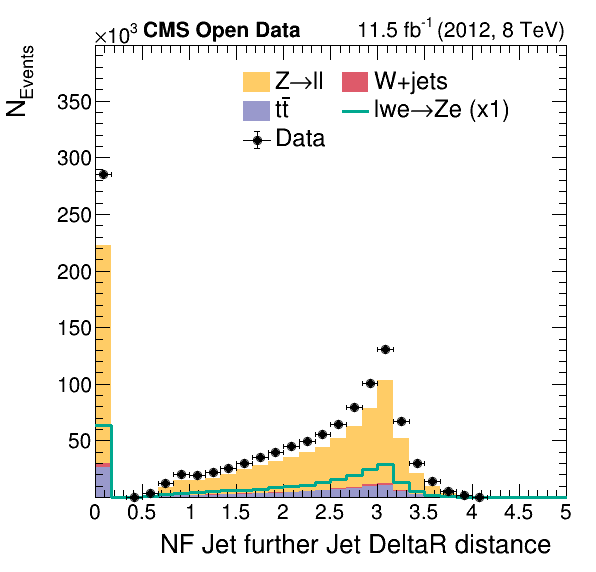 ×10³ CMS Open Data 11.5 fb⁻¹ (2012, 8 TeV)
N_Events
Z→ll W+jets
tt̄ lwe→Ze (x1)
Data
350
300
250
200
150
100
50
0 0.5 1 1.5 2 2.5 3 3.5 4 4.5 5
NF Jet further Jet DeltaR distance